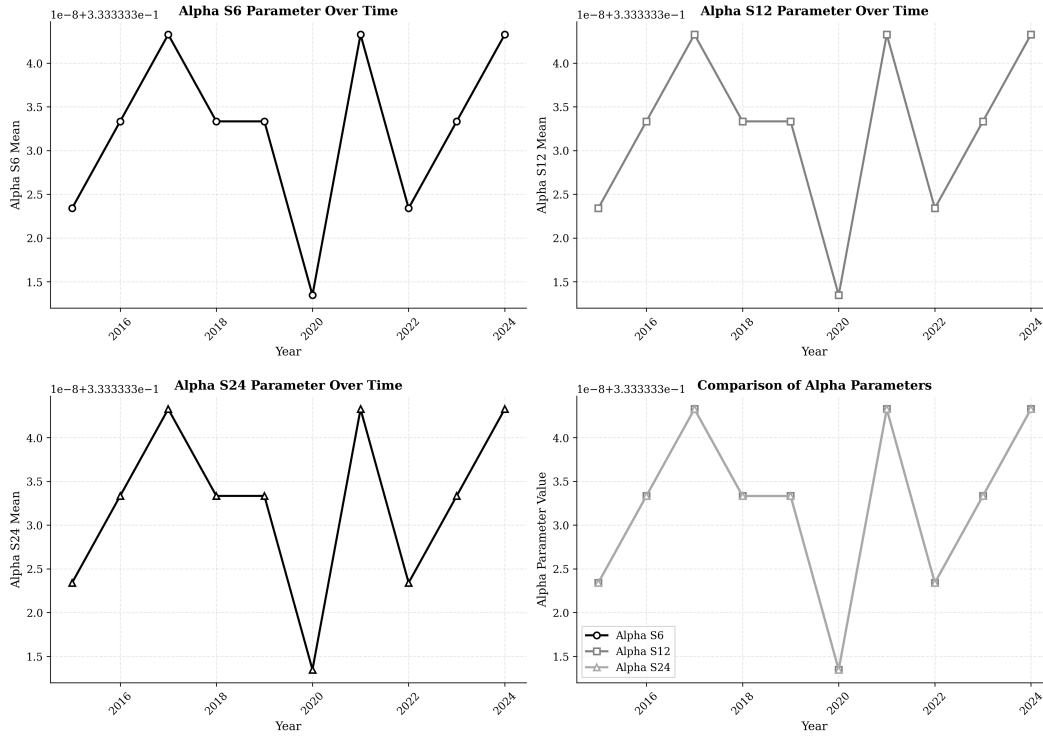 Alpha S6 Parameter Over Time
1e−8+3.333333e−1
Alpha S6 Mean
4.0
3.5
3.0
2.5
2.0
1.5
2016
2018
2020
2022
2024
Year
Alpha S12 Parameter Over Time
1e−8+3.333333e−1
Alpha S12 Mean
4.0
3.5
3.0
2.5
2.0
1.5
2016
2018
2020
2022
2024
Year
Alpha S24 Parameter Over Time
1e−8+3.333333e−1
Alpha S24 Mean
4.0
3.5
3.0
2.5
2.0
1.5
2016
2018
2020
2022
2024
Year
Comparison of Alpha Parameters
1e−8+3.333333e−1
Alpha Parameter Value
4.0
3.5
3.0
2.5
2.0
1.5
Alpha S6
Alpha S12
Alpha S24
2016
2018
2020
2022
2024
Year